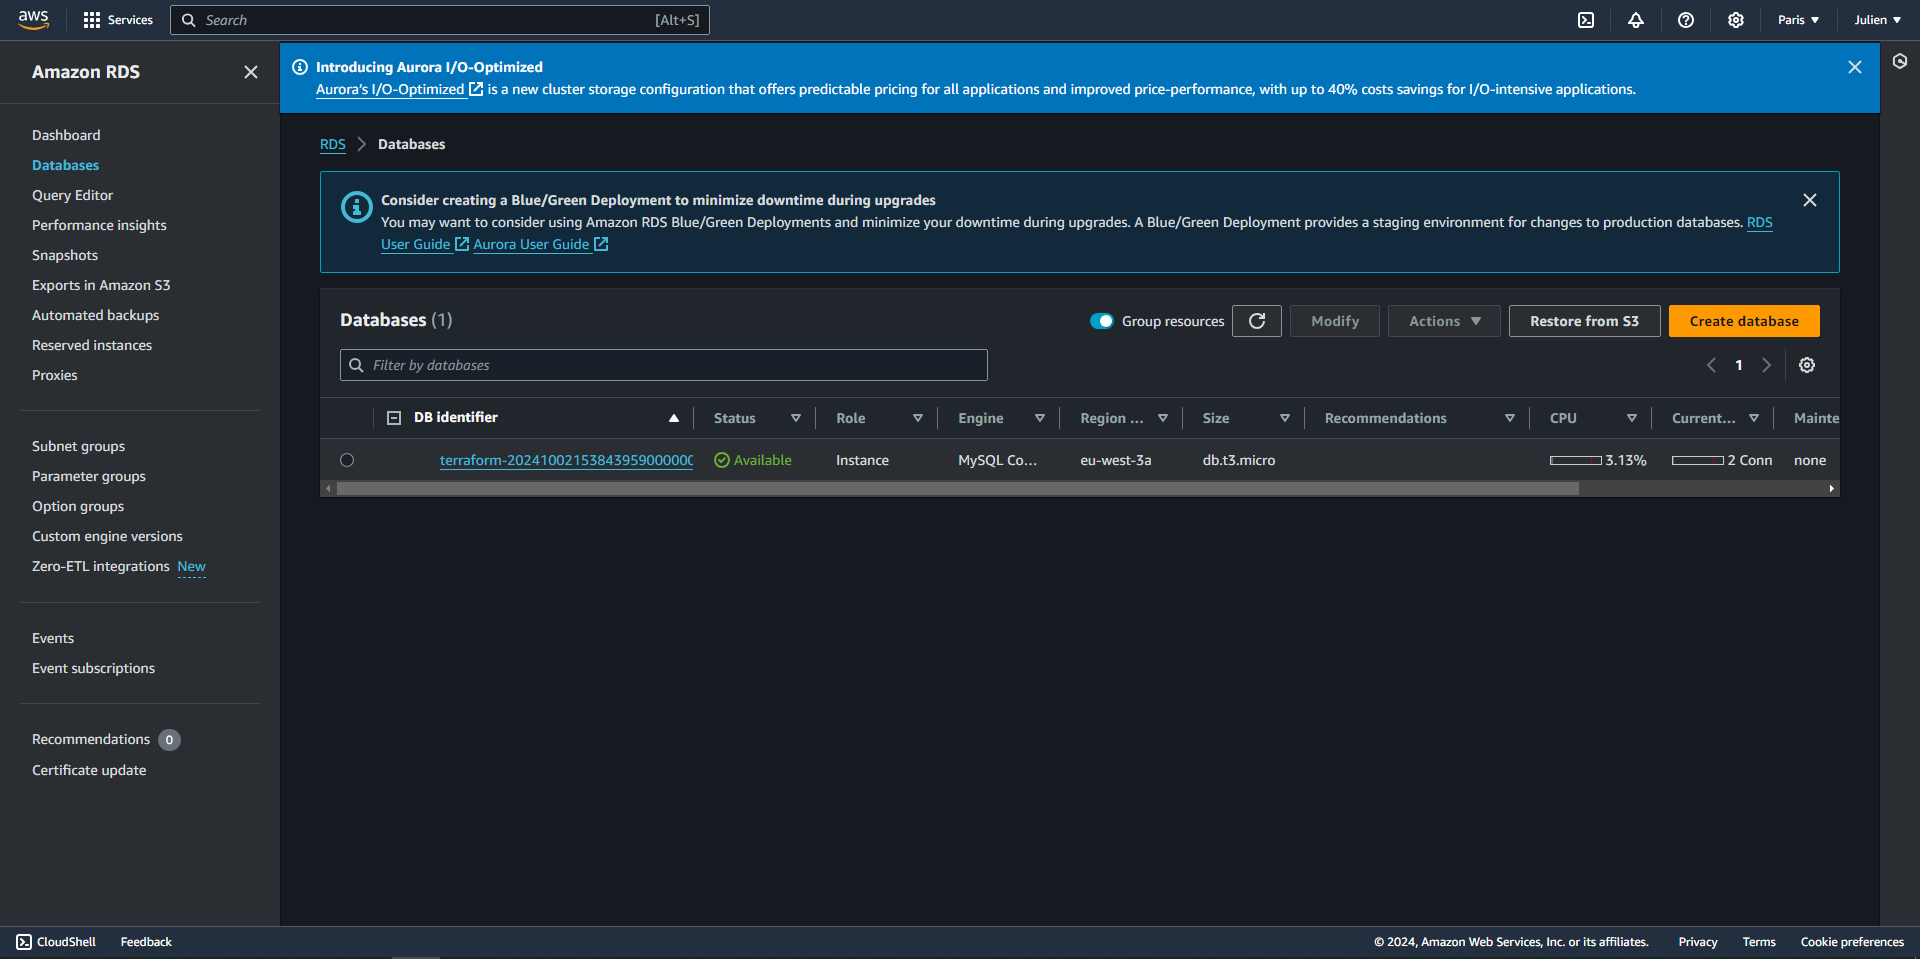 aws
Services
Search
[Alt+S]
Paris
Julien
Amazon RDS
Introducing Aurora I/O-Optimized
Aurora's I/O-Optimized is a new cluster storage configuration that offers predictable pricing for all applications and improved price-performance, with up to 40% costs savings for I/O-intensive applications.
Dashboard
Databases
Query Editor
Performance insights
Snapshots
Exports in Amazon S3
Automated backups
Reserved instances
Proxies
Subnet groups
Parameter groups
Option groups
Custom engine versions
Zero-ETL integrations New
Events
Event subscriptions
Recommendations 0
Certificate update
RDS > Databases
Consider creating a Blue/Green Deployment to minimize downtime during upgrades
You may want to consider using Amazon RDS Blue/Green Deployments and minimize your downtime during upgrades. A Blue/Green Deployment provides a staging environment for changes to production databases. RDS
User Guide Aurora User Guide
Databases (1)
Group resources
Modify
Actions
Restore from S3
Create database
Filter by databases
1
DB identifier Status Role Engine Region ... Size Recommendations CPU Current... Mainte
terraform-20241002153843959000000 Available Instance MySQL Co... eu-west-3a db.t3.micro 3.13% 2 Conn none
CloudShell Feedback © 2024, Amazon Web Services, Inc. or its affiliates. Privacy Terms Cookie preferences